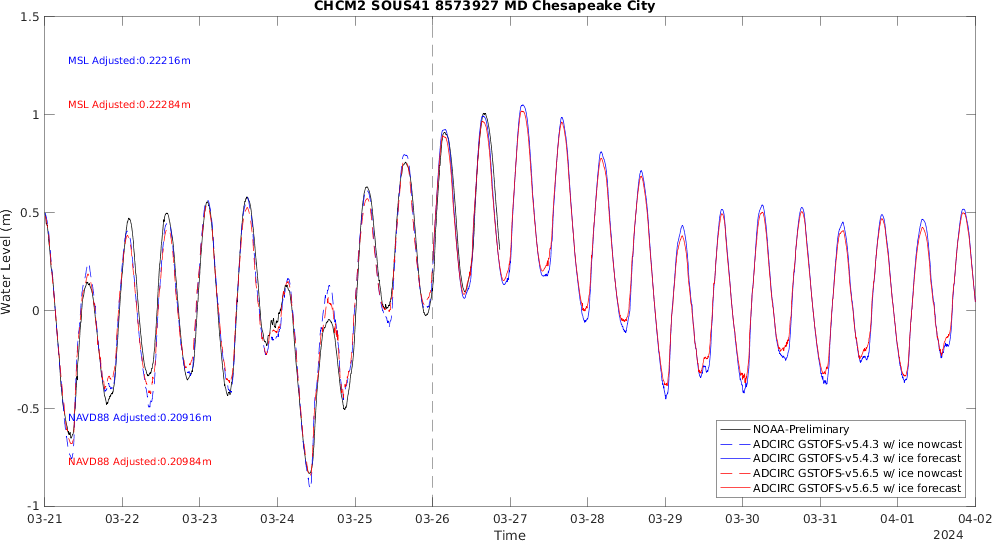 CHCM2 SOUS41 8573927 MD Chesapeake City
1.5
1
0.5
0
-0.5
-1
Water Level (m)
MSL Adjusted:0.22216m
MSL Adjusted:0.22284m
NAVD88 Adjusted:0.20916m
NAVD88 Adjusted:0.20984m
NOAA-Preliminary
ADCIRC GSTOFS-v5.4.3 w/ ice nowcast
ADCIRC GSTOFS-v5.4.3 w/ ice forecast
ADCIRC GSTOFS-v5.6.5 w/ ice nowcast
ADCIRC GSTOFS-v5.6.5 w/ ice forecast
03-21 03-22 03-23 03-24 03-25 03-26 03-27 03-28 03-29 03-30 03-31 04-01 04-02
Time
2024